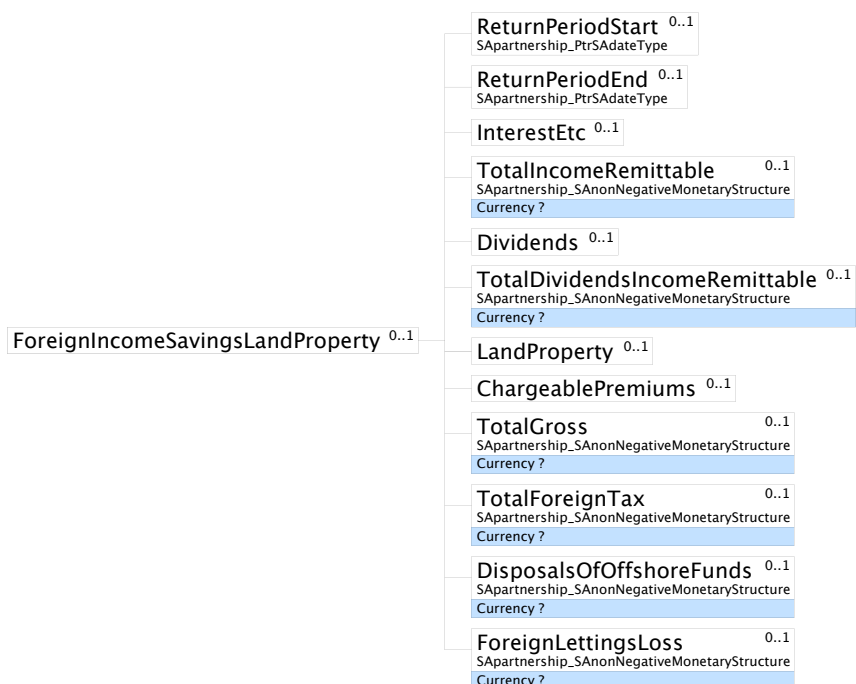 ReturnPeriodStart 0..1
SApartnership_PtrSAdateType
ReturnPeriodEnd 0..1
SApartnership_PtrSAdateType
InterestEtc 0..1
TotalIncomeRemittable 0..1
SApartnership_SAnonNegativeMonetaryStructure
Currency ?
Dividends 0..1
TotalDividendsIncomeRemittable 0..1
SApartnership_SAnonNegativeMonetaryStructure
Currency ?
ForeignIncomeSavingsLandProperty 0..1
LandProperty 0..1
ChargeablePremiums 0..1
TotalGross 0..1
SApartnership_SAnonNegativeMonetaryStructure
Currency ?
TotalForeignTax 0..1
SApartnership_SAnonNegativeMonetaryStructure
Currency ?
DisposalsOfOffshoreFunds 0..1
SApartnership_SAnonNegativeMonetaryStructure
Currency ?
ForeignLettingsLoss 0..1
SApartnership_SAnonNegativeMonetaryStructure
Currency ?